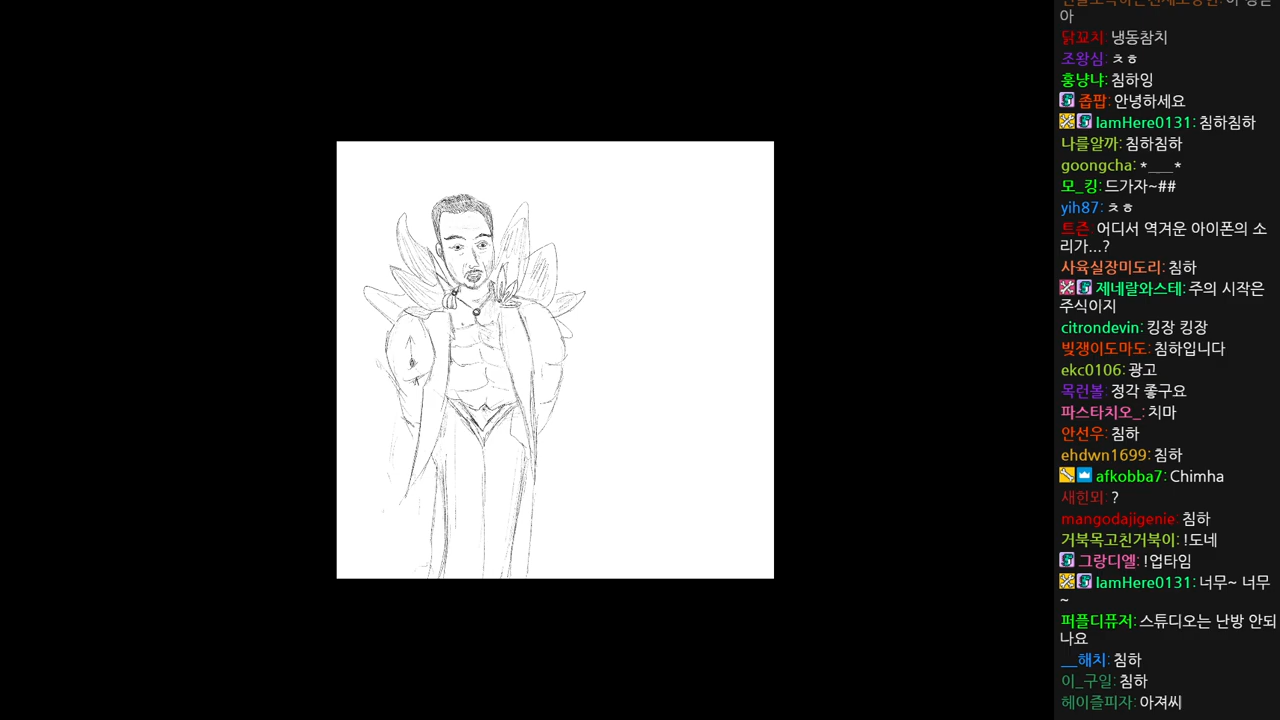 아
닭꼬치: 냉동참치
조왕심: ㅊㅎ
훙냥냐: 침하잉
좁팝: 안녕하세요
IamHere0131: 침하침하
나를알까: 침하침하
goongcha: *___*
모_킹: 드가자~##
yih87: ㅊㅎ
트즌: 어디서 역거운 아이폰의 소
리가...?
사육실장미도리: 침하
제네랄와스테: 주의 시작은
주식이지
citrondevin: 킹장 킹장
빚쟁이도마도: 침하입니다
ekc0106: 광고
목런볼: 정각 좋구요
파스타치오_: 치마
안선우: 침하
ehdwn1699: 침하
afkobba7: Chimha
새힌외: ?
mangodajigenie: 침하
거북목고친거북이: !도네
그랑디엘: !업타임
IamHere0131: 너무~ 너무
~
퍼플디퓨저: 스튜디오는 난방 안되
나요
__해치: 침하
이_구일: 침하
헤이즐피자: 아져씨